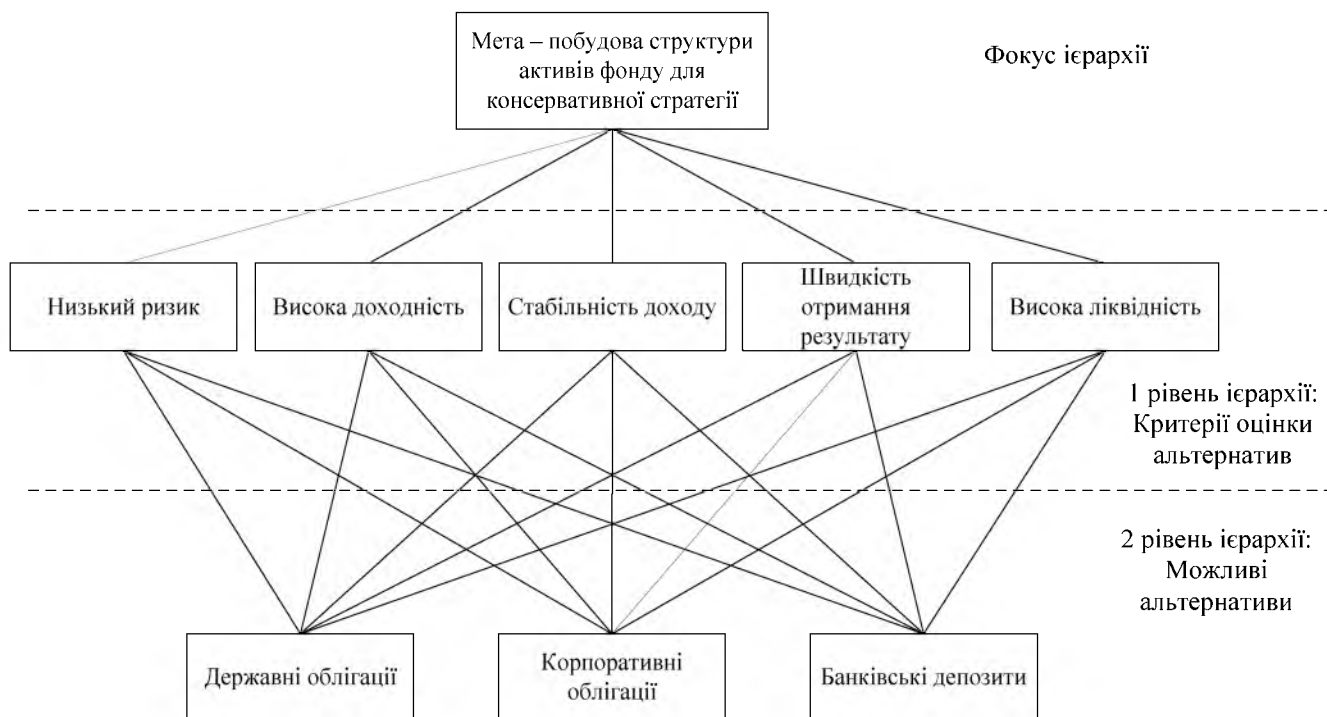 Мета – побудова структури
активів фонду для
консервативної стратегії
Фокус ієрархії
Низький ризик
Висока доходність
Стабільність доходу
Швидкість
отримання
результату
Висока ліквідність
1 рівень ієрархії:
Критерії оцінки
альтернатив
2 рівень ієрархії:
Можливі
альтернативи
Державні облігації
Корпоративні
облігації
Банківські депозити